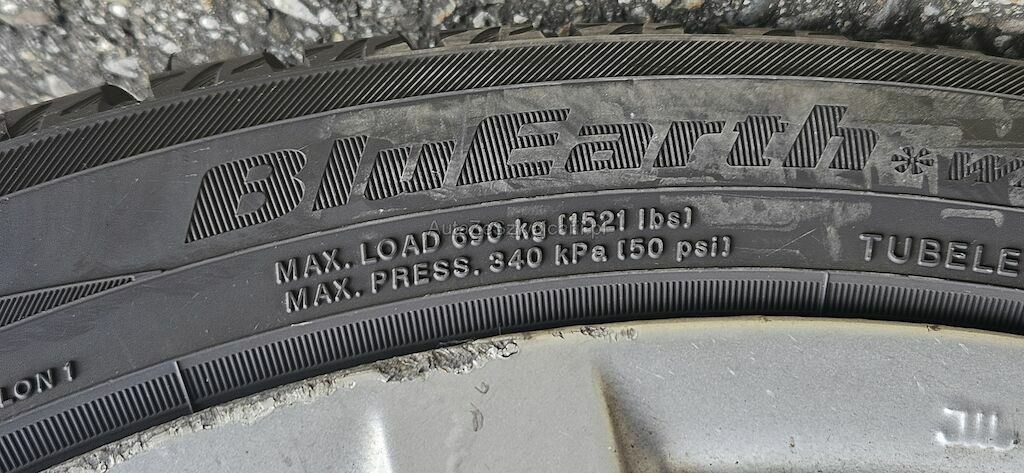 BluEarth*
MAX. LOAD 690 kg (1521 lbs)
MAX. PRESS. 340 kPa (50 psi)
TUBELE
LON 1